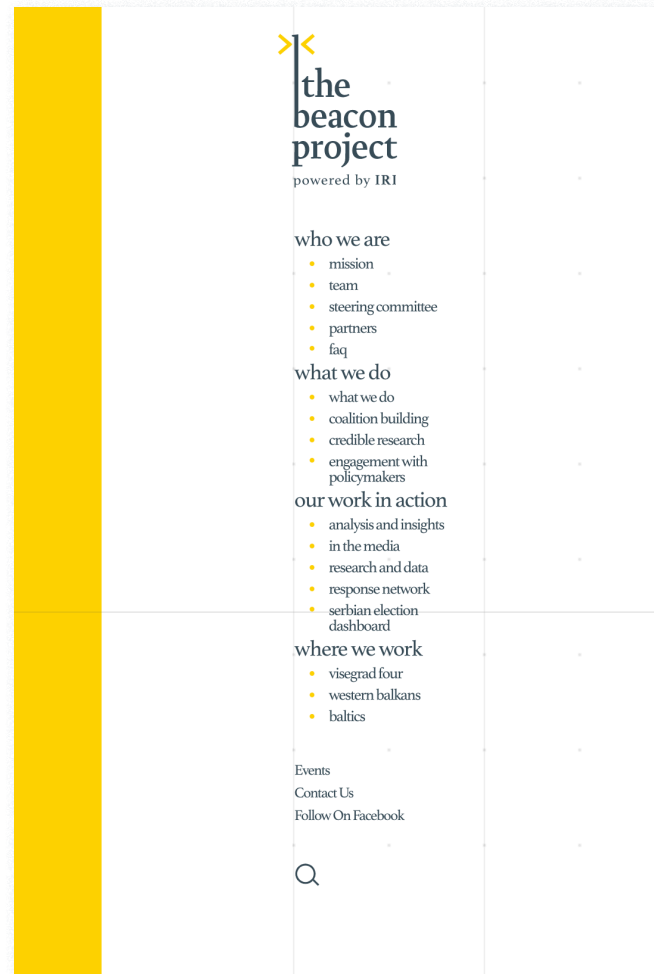 the
beacon
project
powered by IRI
who we are
mission
team
steering committee
partners
faq
what we do
what we do
coalition building
credible research
engagement with
policymakers
our work in action
analysis and insights
in the media
research and data
response network
serbian election
dashboard
where we work
visegrad four
western balkans
baltics
Events
Contact Us
Follow On Facebook